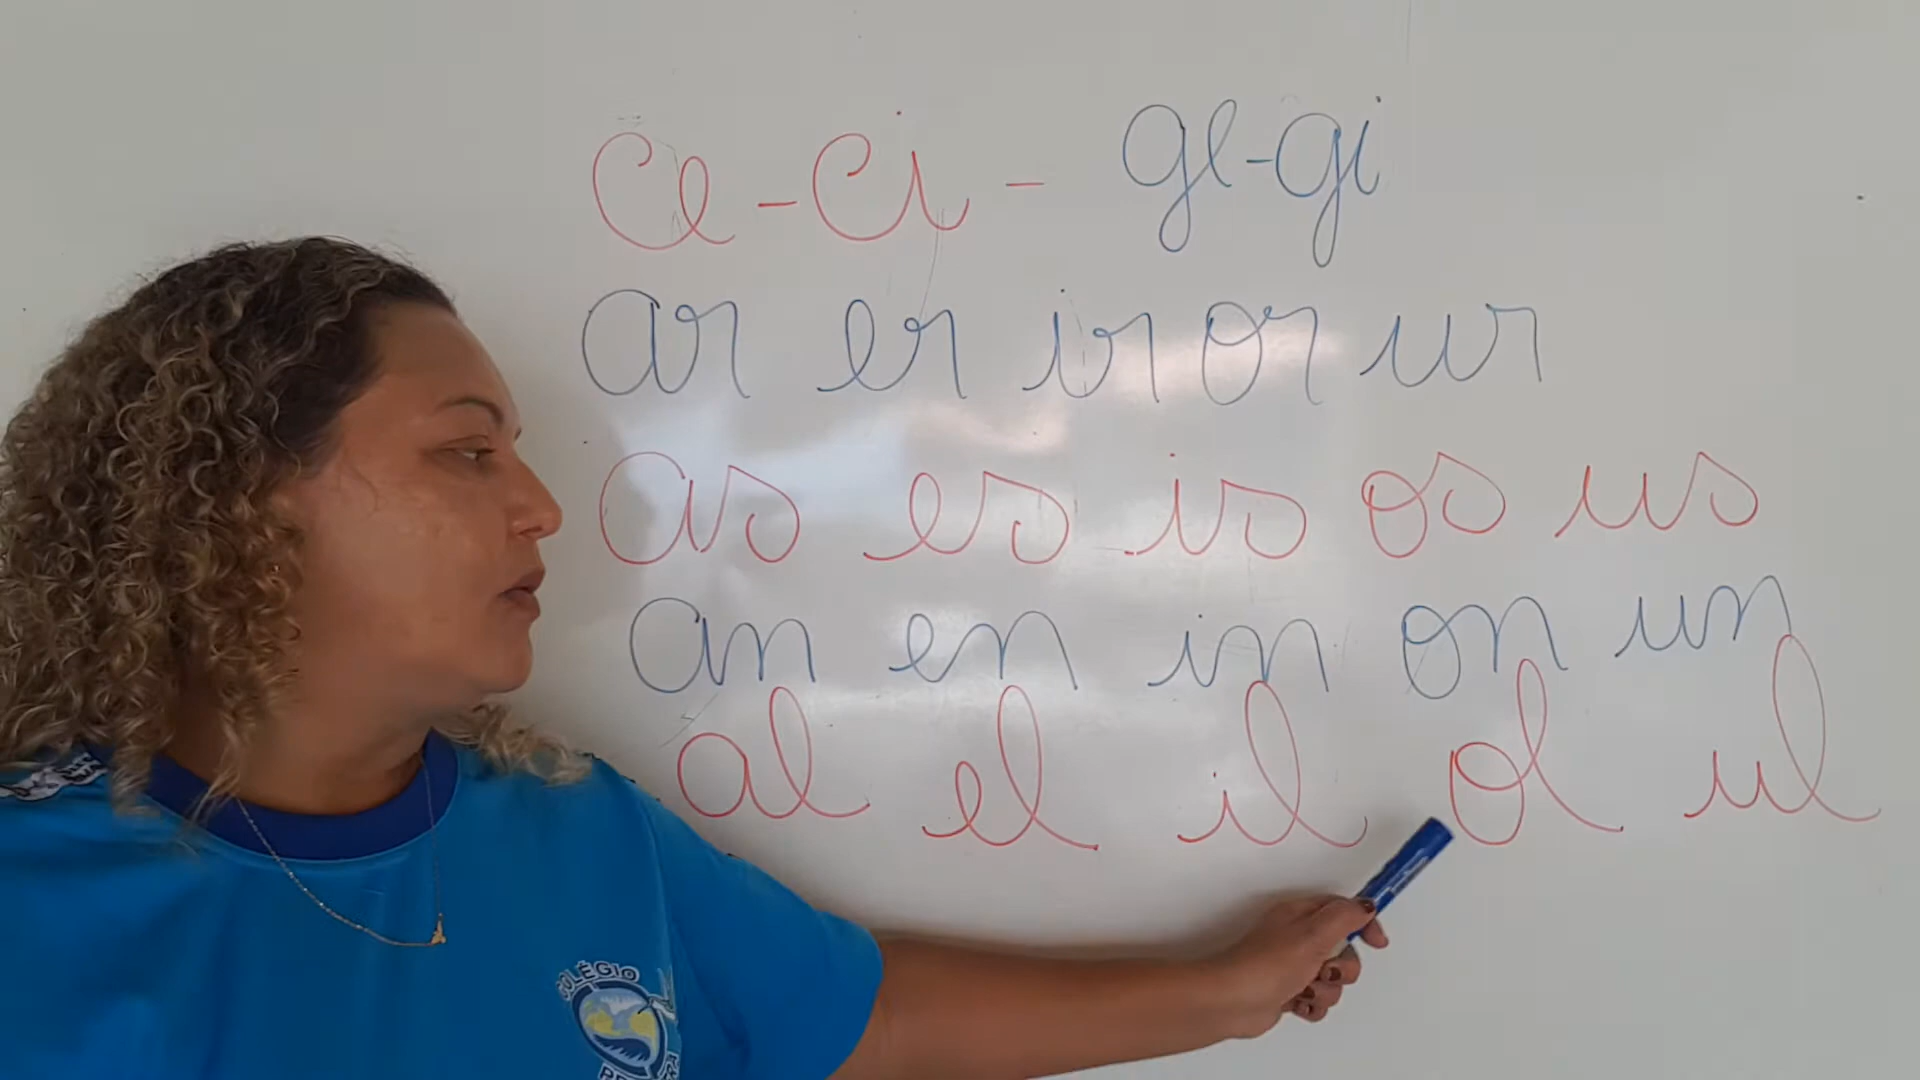 ce - ci - ge - gi
ar er ir or ur
as es is os us
an en in on un
al el il ol ul
COLÉGIO